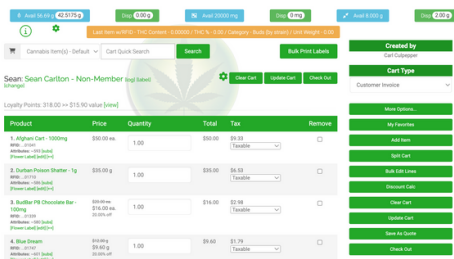 Avail 56.69 g 42.5175 g Disp 0.00 g Avail 20000 mg Disp 0 mg Avail 8.000 g Disp 2.00 g
Last Item w/RFID - THC Content - 0.00000 / THC % - 0.00 / Category - Buds (by strain) / Unit Weight - 0.00
Cannabis Item(s) - Default Cart Quick Search Search Bulk Print Labels
Created by
Carl Culpepper
Cart Type
Customer Invoice
Sean: Sean Carlton - Non-Member
[change]
Clear Cart Update Cart Check Out
Loyalty Points: 318.00 => $15.90 value [view]
Product Price Quantity Total Tax Remove
1. Afghani Cart - 1000mg $50.00 ea. 1.00 $50.00 $9.33
Taxable
2. Durban Poison Shatter - 1g $35.00 g 1.00 $35.00 $6.53
Taxable
3. BudBar PB Chocolate Bar - 100mg $16.00 ea 1.00 $16.00 $2.98
20.00% off Taxable
4. Blue Dream $9.60 g 1.00 $9.60 $1.79
20.00% off Taxable
More Options...
My Favorites
Add Item
Split Cart
Bulk Edit Lines
Discount Calc
Clear Cart
Update Cart
Save As Quote
Check Out